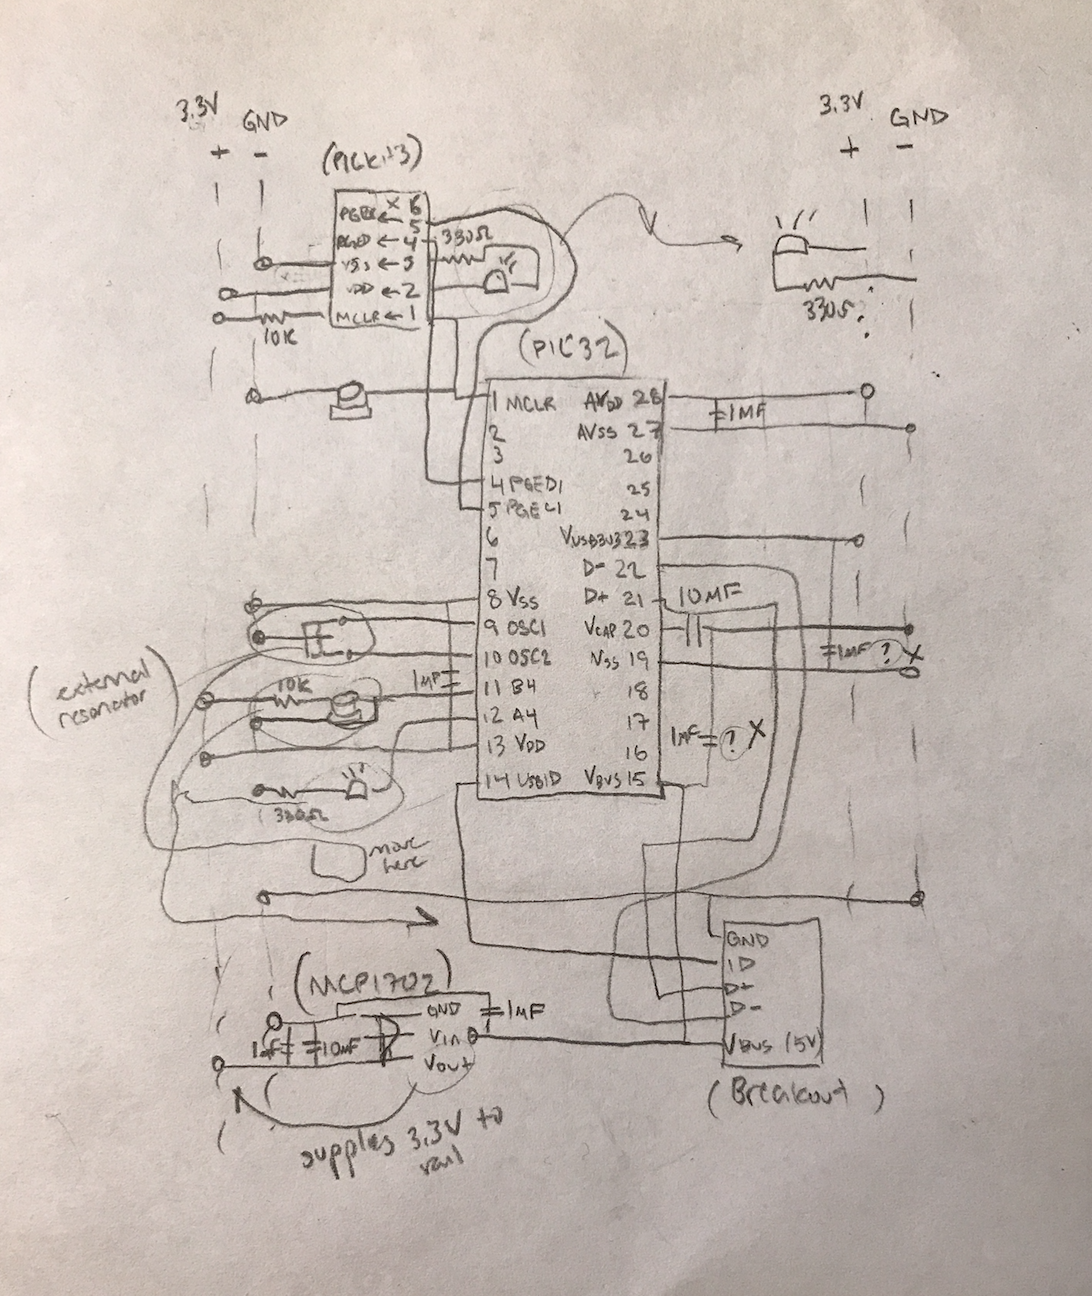 3.3V
GND
+ -
3.3V
GND
+ -
(PICKit3)
X 6
PGEC ← 5
PGED ← 4
VSS ← 3
VDD ← 2
MCLR ← 1
330Ω
10K
330Ω
(PIC32)
1 MCLR
2
3
4 PGED1
5 PGEC1
6
7
8 VSS
9 OSC1
10 OSC2
11 B4
12 A4
13 VDD
14 USBID
AVDD 28
AVSS 27
26
25
24
VUSB3V3 23
D- 22
D+ 21
VCAP 20
VSS 19
18
17
16
VBUS 15
1MF
10MF
1MF ? X
1MF ? X
1MF
(external
resonator)
10K
330Ω
move
here
(MCP1702)
GND
Vin
Vout
1MF
1MF
10MF
supplies 3.3V to
rail
GND
ID
D+
D-
VBUS (5V)
(Breakout)